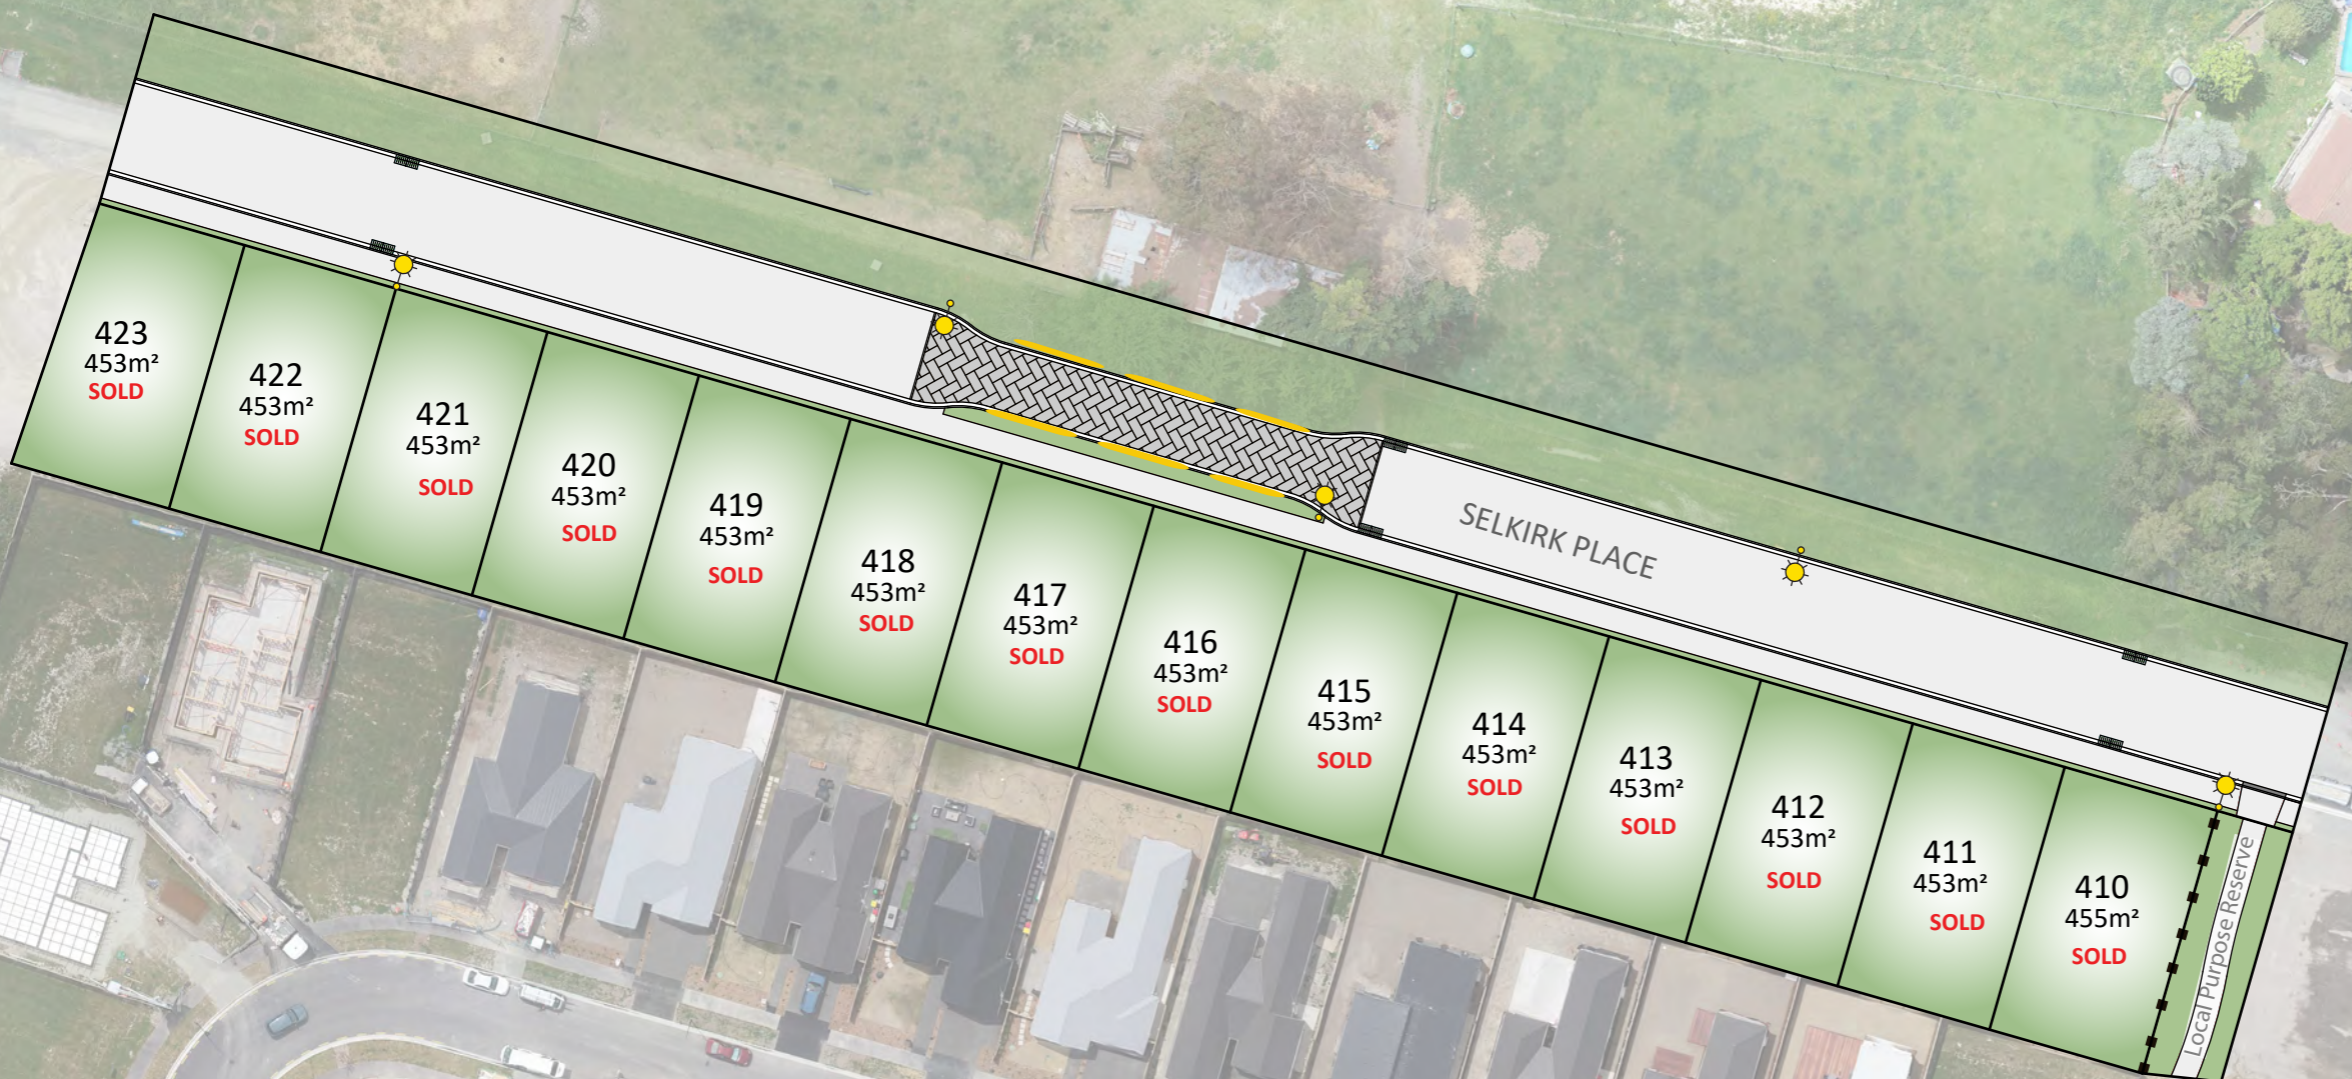 423
453m²
SOLD
422
453m²
SOLD
421
453m²
SOLD
420
453m²
SOLD
419
453m²
SOLD
418
453m²
SOLD
417
453m²
SOLD
416
453m²
SOLD
415
453m²
SOLD
414
453m²
SOLD
413
453m²
SOLD
412
453m²
SOLD
411
453m²
SOLD
410
455m²
SOLD
SELKIRK PLACE
Local Purpose Reserve